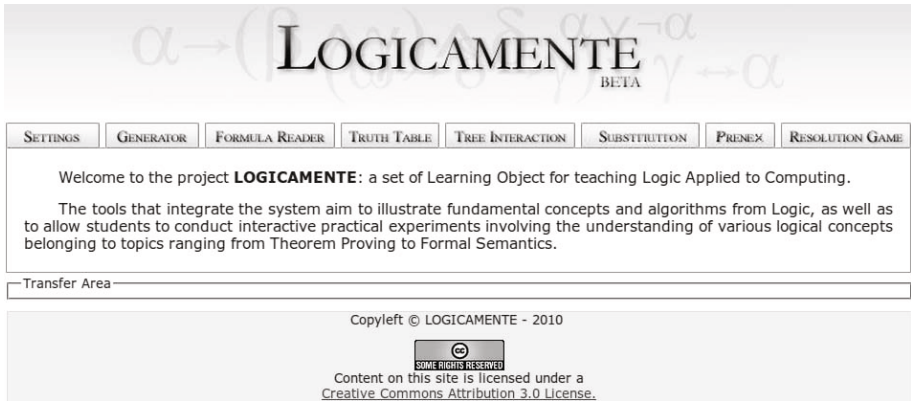 LOGICAMENTE
BETA
SETTINGS GENERATOR FORMULA READER TRUTH TABLE TREE INTERACTION SUBSTITUTION PRENEX RESOLUTION GAME
Welcome to the project LOGICAMENTE: a set of Learning Object for teaching Logic Applied to Computing.
The tools that integrate the system aim to illustrate fundamental concepts and algorithms from Logic, as well as
to allow students to conduct interactive practical experiments involving the understanding of various logical concepts
belonging to topics ranging from Theorem Proving to Formal Semantics.
Transfer Area
Copyleft © LOGICAMENTE - 2010
cc
SOME RIGHTS RESERVED
Content on this site is licensed under a
Creative Commons Attribution 3.0 License.